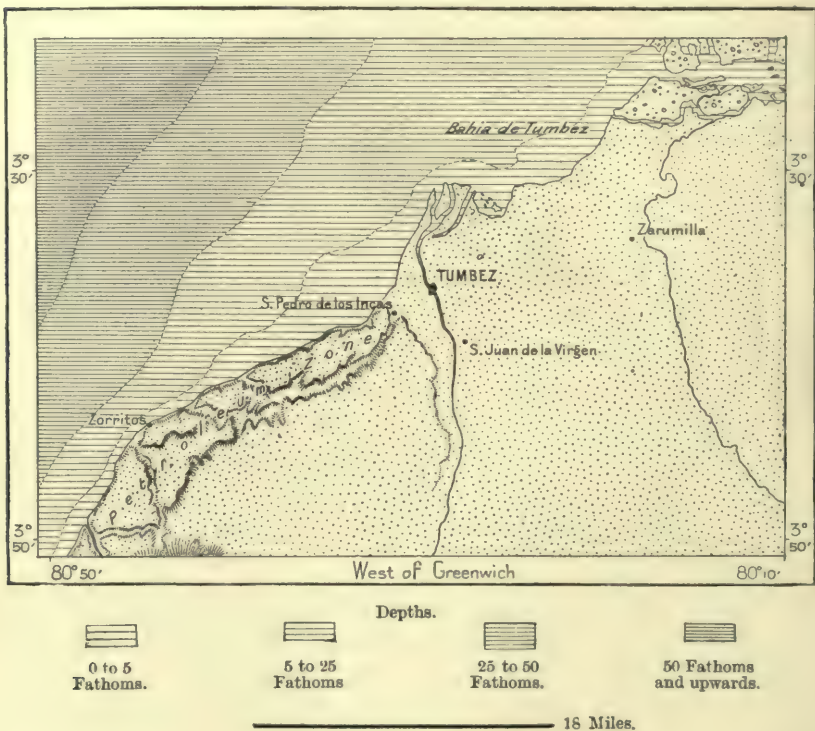 Bahia de Tumbez
3°
30'
3°
30'
Zarumilla
TUMBEZ
S. Pedro de los Incas
S. Juan de la Virgen
Zorritos
Petroleum Zone
3°
50'
3°
50'
80°50'
West of Greenwich
80°10'
Depths.
0 to 5
Fathoms.
5 to 25
Fathoms
25 to 50
Fathoms.
50 Fathoms
and upwards.
18 Miles.